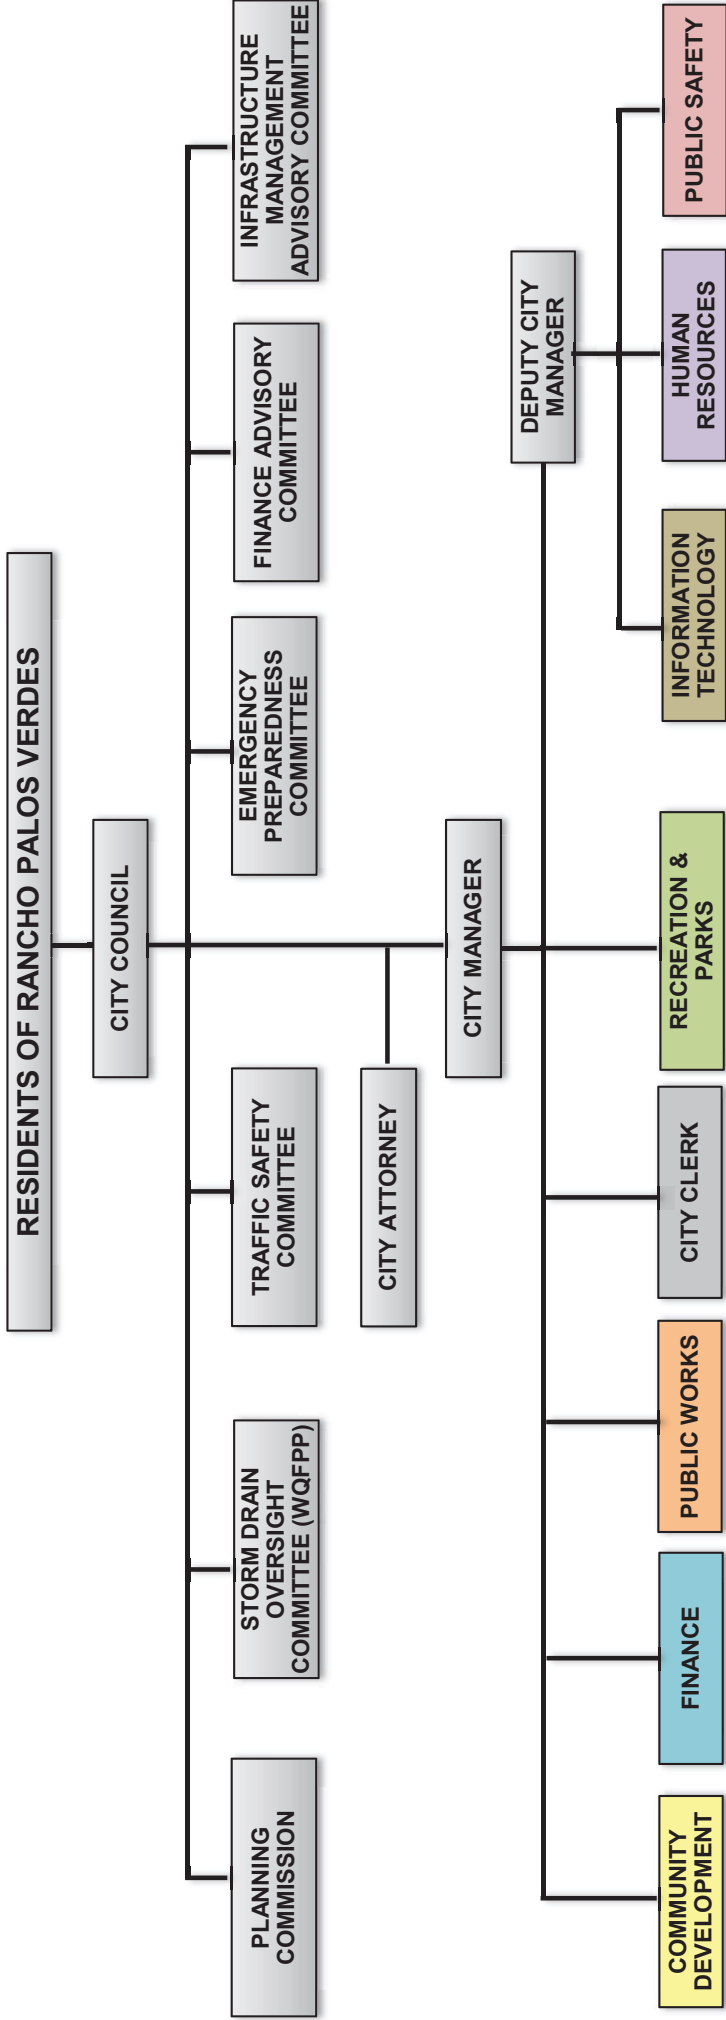 RESIDENTS OF RANCHO PALOS VERDES
CITY COUNCIL
PLANNING
COMMISSION
STORM DRAIN
OVERSIGHT
COMMITTEE (WQFPP)
TRAFFIC SAFETY
COMMITTEE
EMERGENCY
PREPAREDNESS
COMMITTEE
FINANCE ADVISORY
COMMITTEE
INFRASTRUCTURE
MANAGEMENT
ADVISORY COMMITTEE
CITY ATTORNEY
CITY MANAGER
DEPUTY CITY
MANAGER
COMMUNITY
DEVELOPMENT
FINANCE
PUBLIC WORKS
CITY CLERK
RECREATION &
PARKS
INFORMATION
TECHNOLOGY
HUMAN
RESOURCES
PUBLIC SAFETY